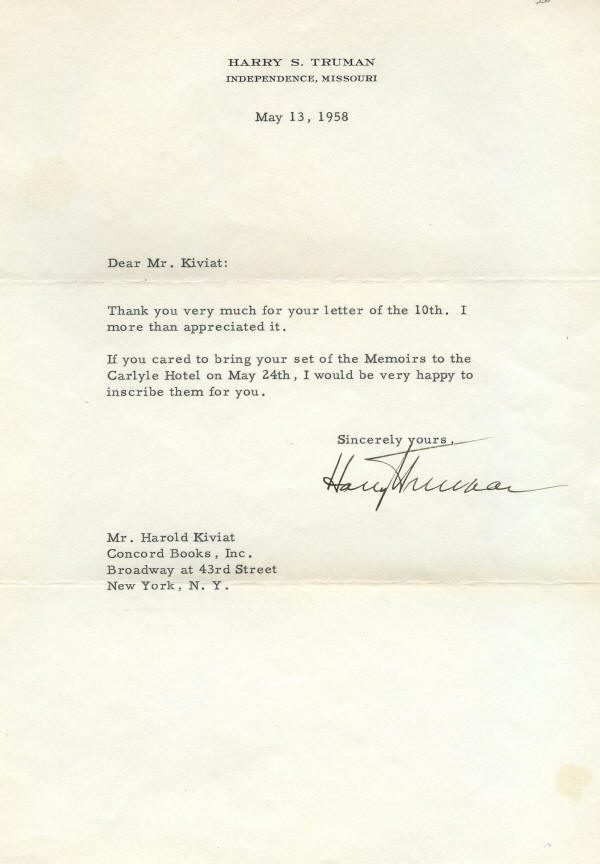 HARRY S. TRUMAN
INDEPENDENCE, MISSOURI
May 13, 1958
Dear Mr. Kiviat:
Thank you very much for your letter of the 10th. I
more than appreciated it.
If you cared to bring your set of the Memoirs to the
Carlyle Hotel on May 24th, I would be very happy to
inscribe them for you.
Sincerely yours,
Harry Truman
Mr. Harold Kiviat
Concord Books, Inc.
Broadway at 43rd Street
New York, N. Y.